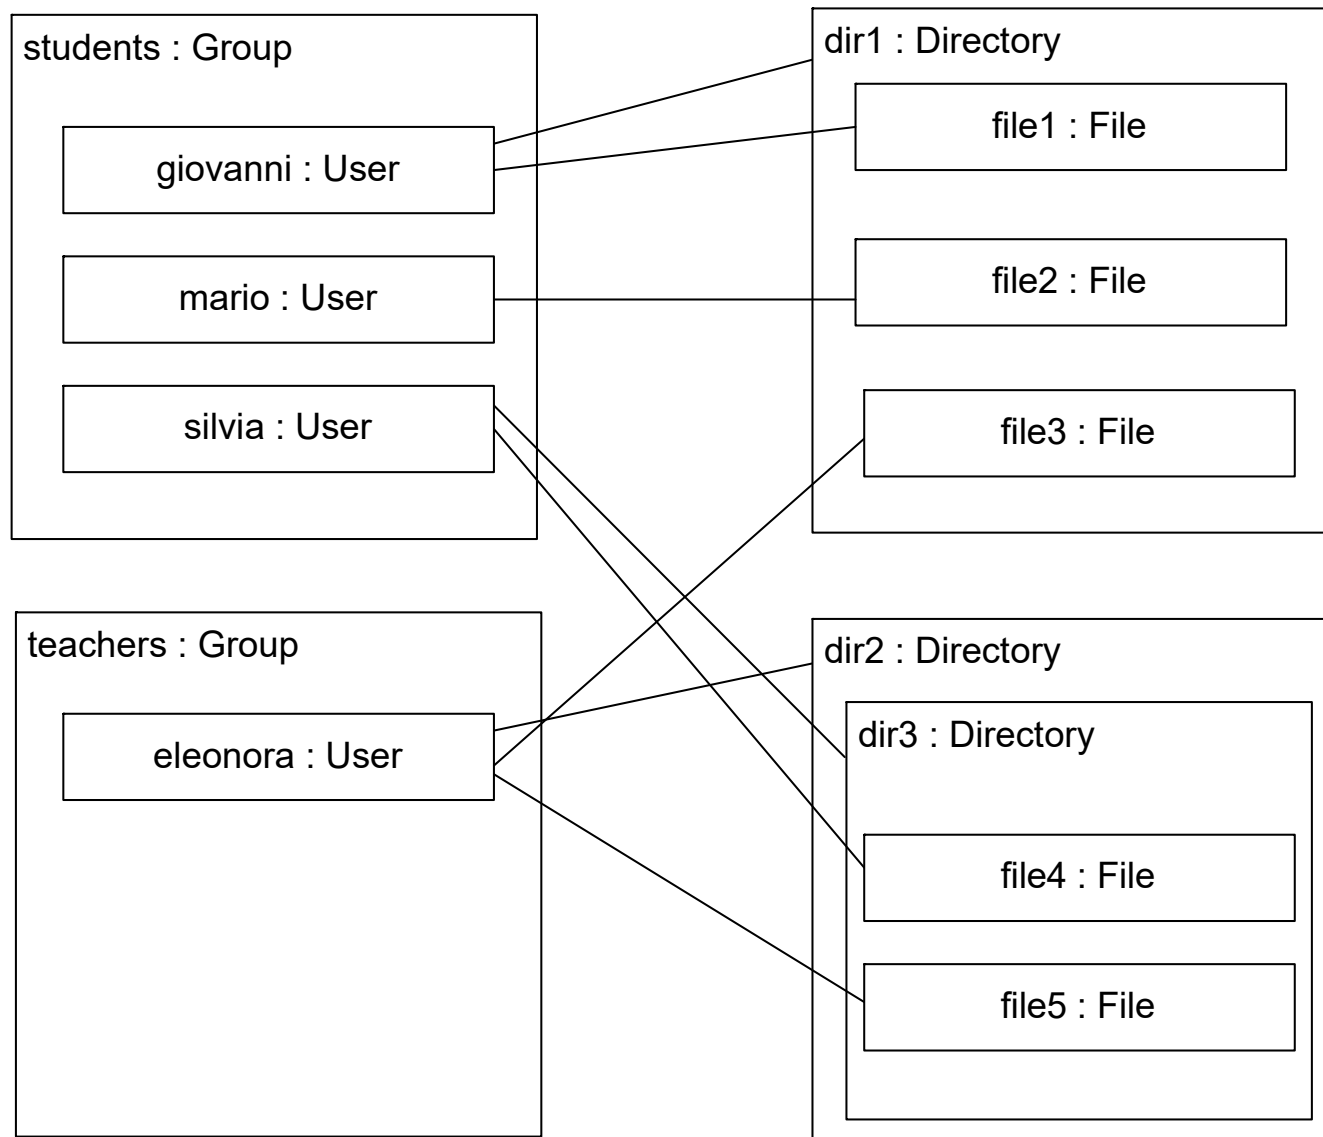 students : Group
giovanni : User
mario : User
silvia : User
teachers : Group
eleonora : User
dir1 : Directory
file1 : File
file2 : File
file3 : File
dir2 : Directory
dir3 : Directory
file4 : File
file5 : File